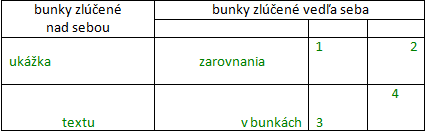 bunky zlúčené nad sebou
bunky zlúčené vedľa seba
ukážka
zarovnania
1
2
textu
v bunkách
3
4